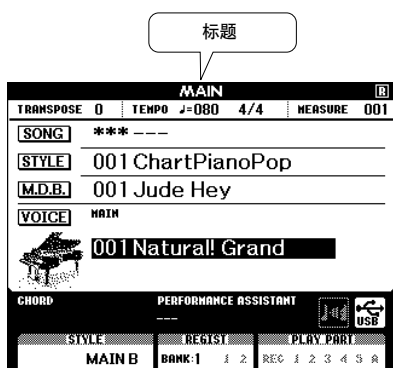 标题
MAIN R
TRANSPOSE 0 TEMPO ♩=080 4/4 MEASURE 001
SONG *** ---
STYLE 001 ChartPianoPop
M.D.B. 001 Jude Hey
VOICE MAIN
001 Natural! Grand
CHORD PERFORMANCE ASSISTANT
---
USB
STYLE REGIST PLAY PART
MAIN B BANK:1 1 2 REC 1 2 3 4 5 A